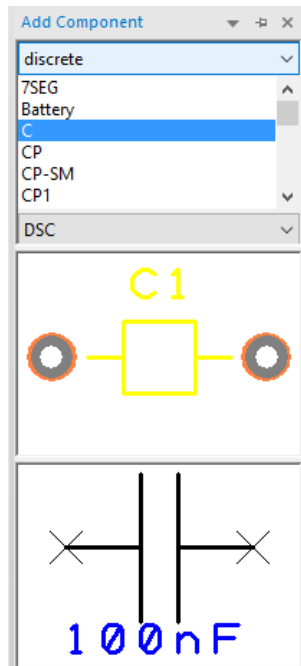 Add Component
discrete
7SEG
Battery
C
CP
CP-SM
CP1
DSC
C1
100nF